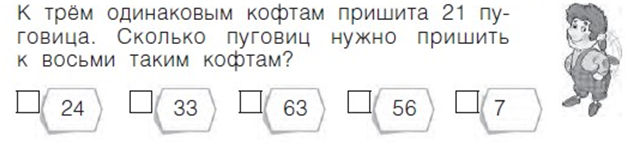 К трём одинаковым кофтам пришита 21 пу-
говица. Сколько пуговиц нужно пришить
к восьми таким кофтам?
24 33 63 56 7